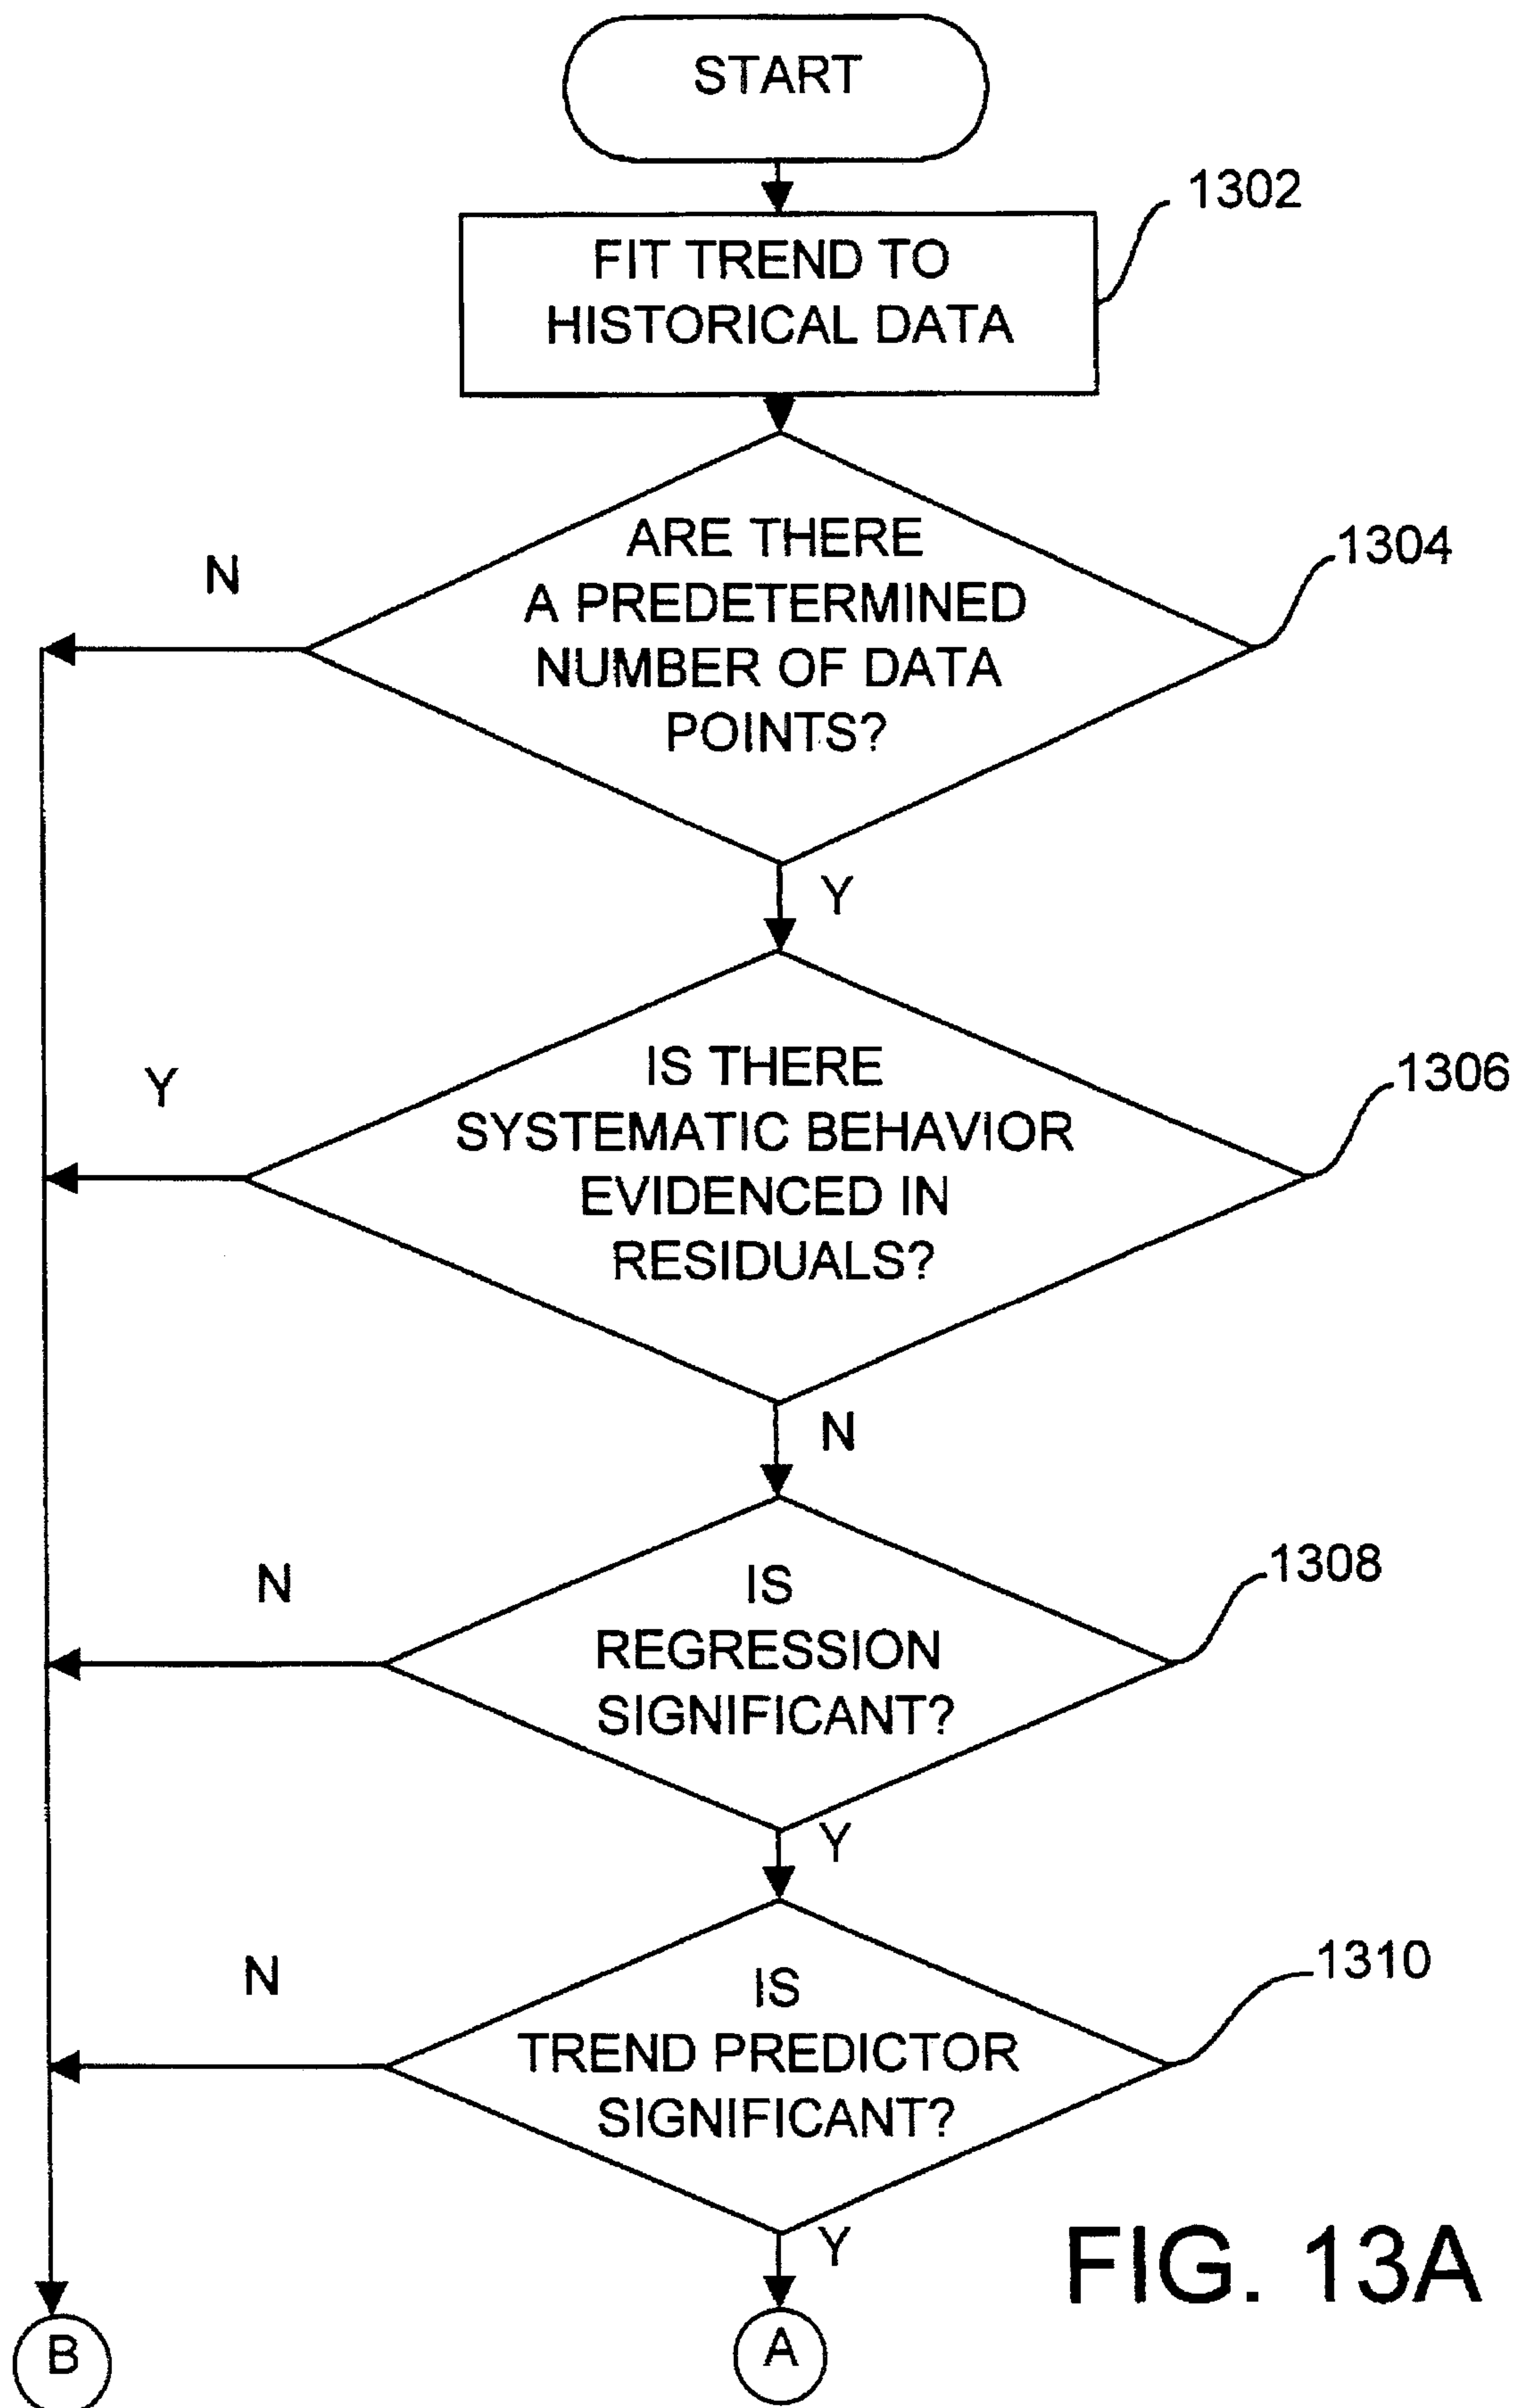 START
1302
FIT TREND TO
HISTORICAL DATA
1304
ARE THERE
A PREDETERMINED
NUMBER OF DATA
POINTS?
N
Y
1306
IS THERE
SYSTEMATIC BEHAVIOR
EVIDENCED IN
RESIDUALS?
Y
N
1308
IS
REGRESSION
SIGNIFICANT?
N
Y
1310
IS
TREND PREDICTOR
SIGNIFICANT?
N
Y
FIG. 13A
B
A